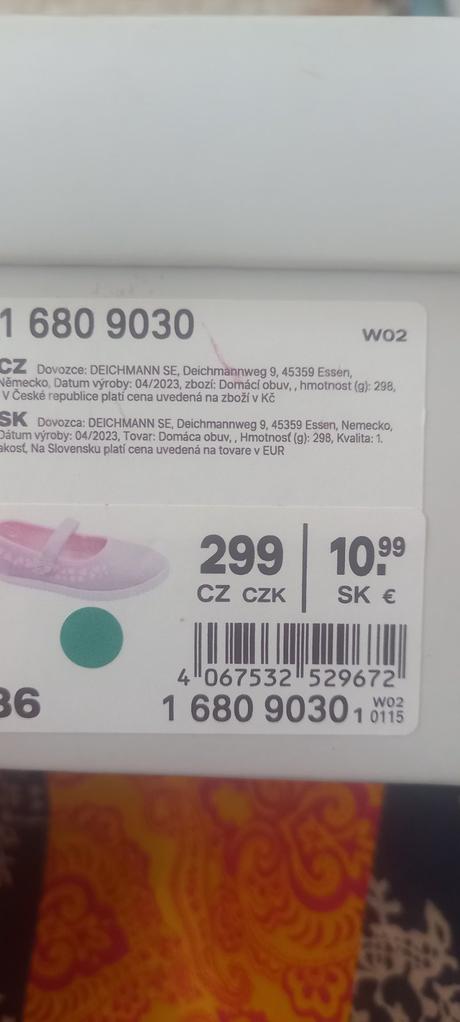 1 680 9030
W02
CZ Dovozce: DEICHMANN SE, Deichmannweg 9, 45359 Essen,
Německo, Datum výroby: 04/2023, zbozí: Domácí obuv, , hmotnost (g): 298,
V České republice platí cena uvedená na zboží v Kč
SK Dovozca: DEICHMANN SE, Deichmannweg 9, 45359 Essen, Nemecko,
Dátum výroby: 04/2023, Tovar: Domáca obuv, , Hmotnosť (g): 298, Kvalita: 1.
akosť, Na Slovensku platí cena uvedená na tovare v EUR
299 10.99
CZ CZK SK €
4 067532 529672
36
1 680 9030 1 W02
0115